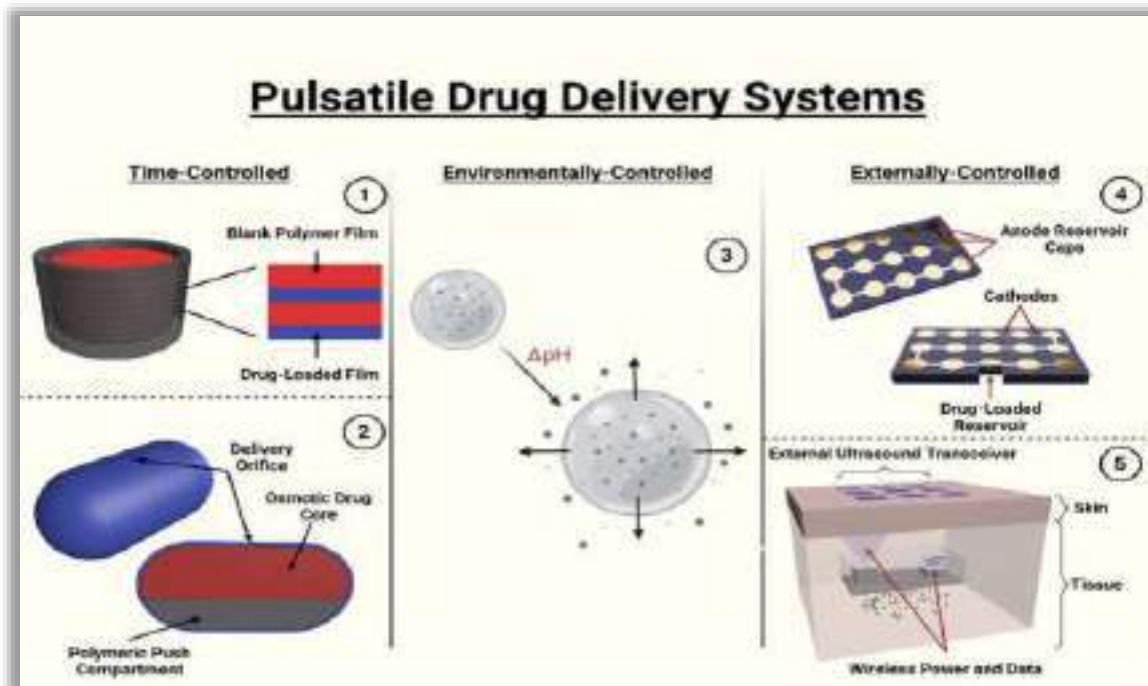 Pulsatile Drug Delivery Systems
Time-Controlled
1
Blank Polymer Film
Drug-Loaded Film
2
Delivery
Orifice
Osmotic Drug
Core
Polymeric Push
Compartment
Environmentally-Controlled
3
ΔpH
Externally-Controlled
4
Anode Reservoir
Caps
Cathodes
Drug-Loaded
Reservoir
5
External Ultrasound Transceiver
Skin
Tissue
Wireless Power and Data